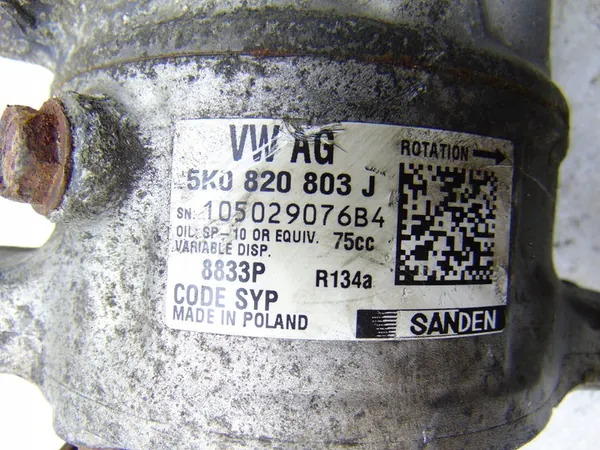 VW AG
ROTATION
5K0 820 803 J
SN: 105029076B4
OIL: SP-10 OR EQUIV. 75cc
VARIABLE DISP.
8833P R134a
CODE SYP
MADE IN POLAND
SANDEN